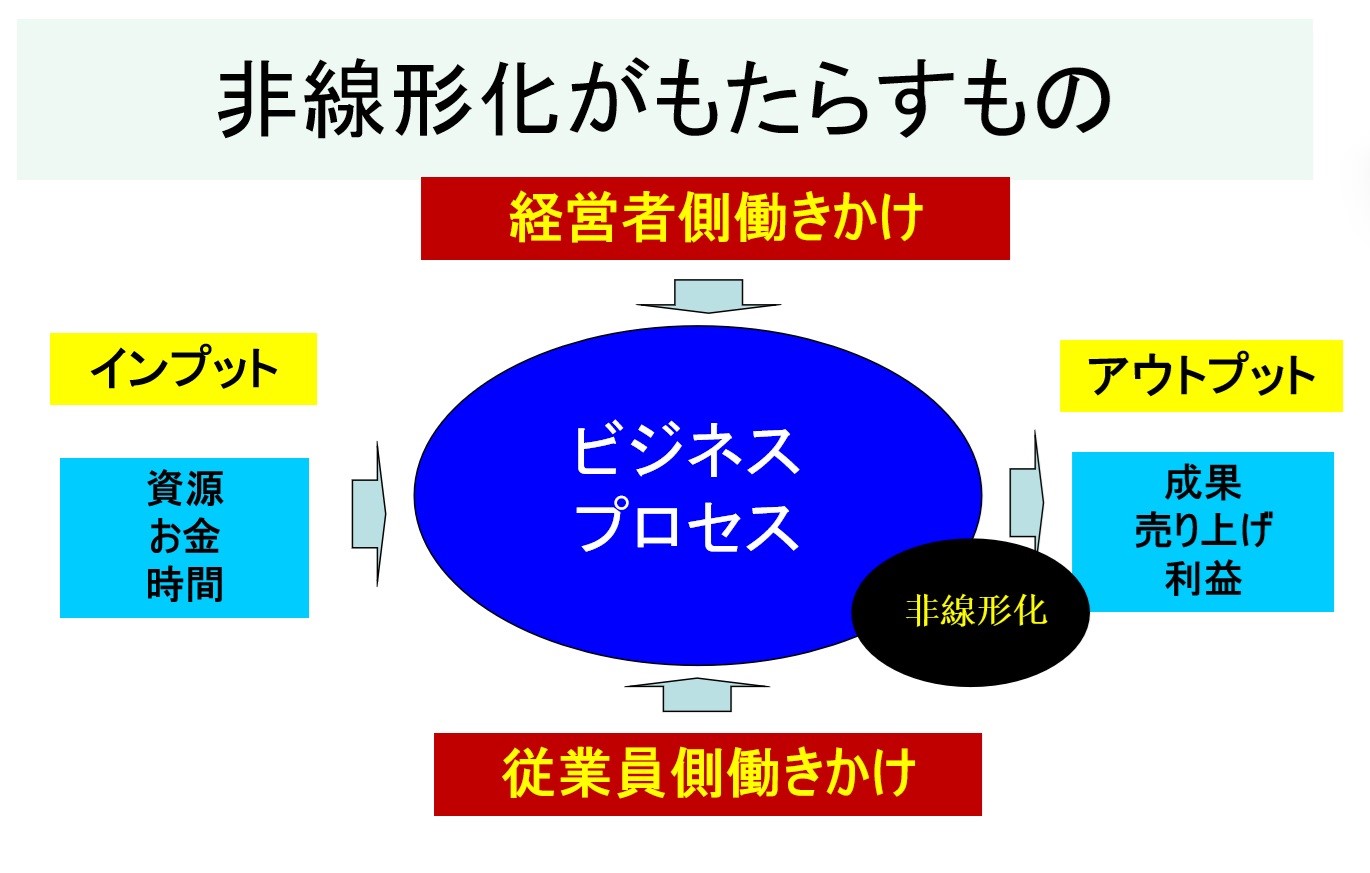 非線形化がもたらすもの
経営者側働きかけ
インプット
アウトプット
資源
お金
時間
ビジネス
プロセス
成果
売り上げ
利益
非線形化
従業員側働きかけ